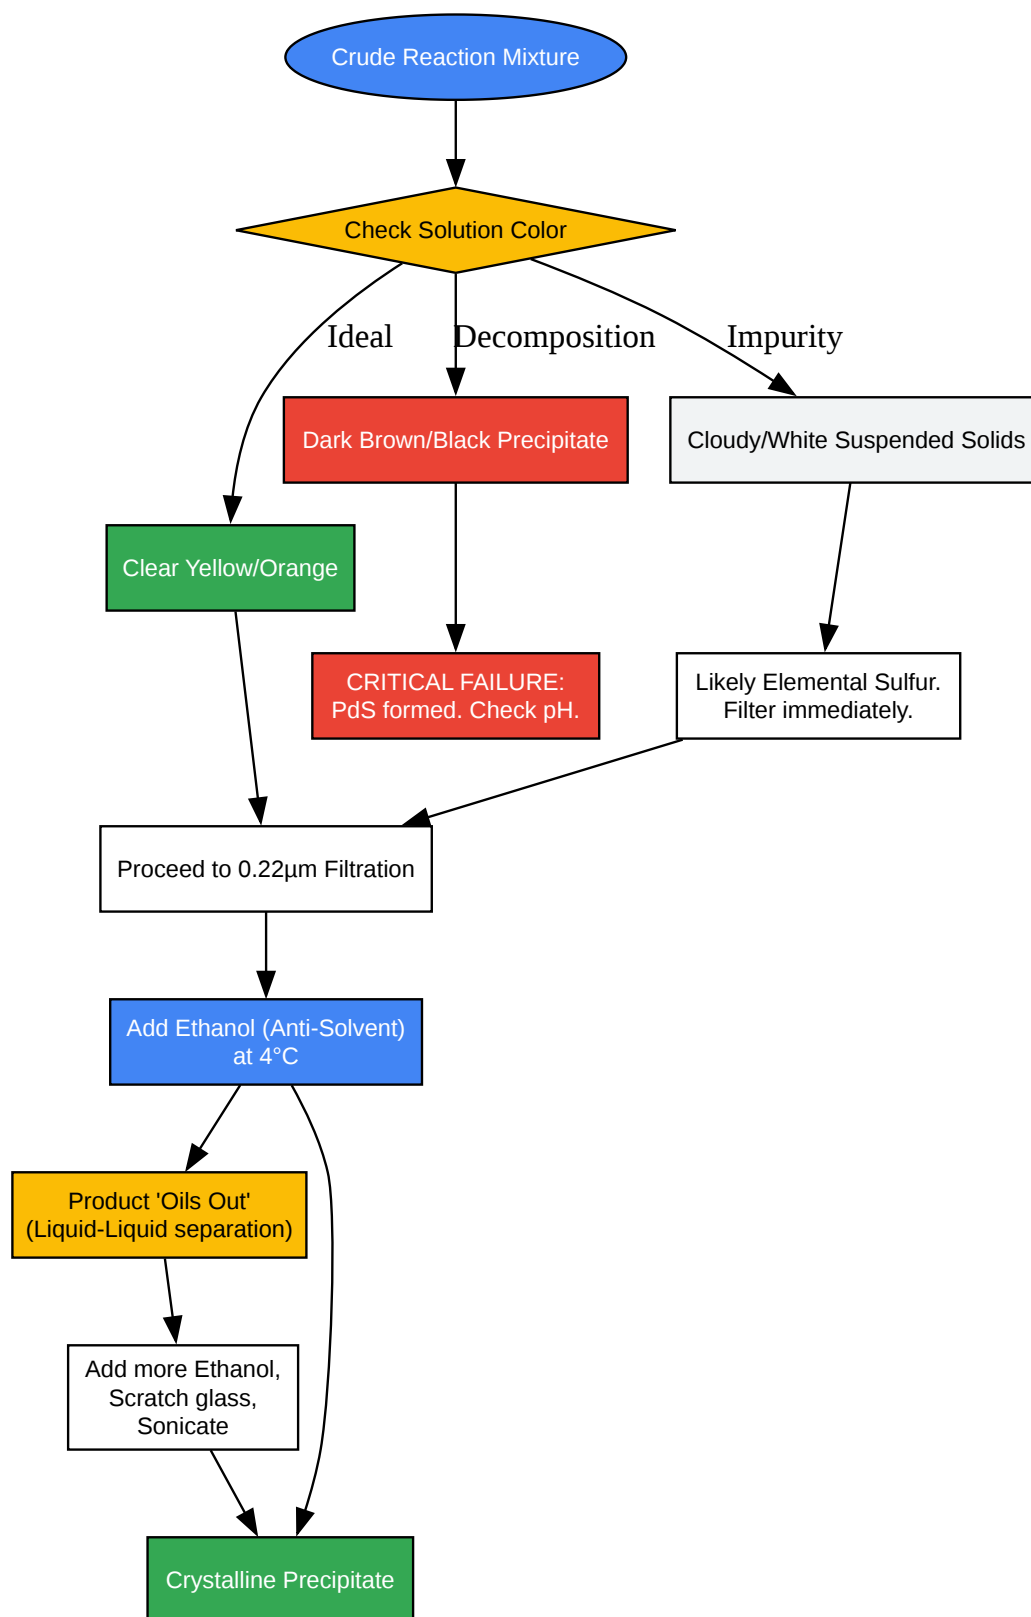 Crude Reaction Mixture
Check Solution Color
Ideal
Decomposition
Impurity
Dark Brown/Black Precipitate
Cloudy/White Suspended Solids
Clear Yellow/Orange
CRITICAL FAILURE:
PdS formed. Check pH.
Likely Elemental Sulfur.
Filter immediately.
Proceed to 0.22µm Filtration
Add Ethanol (Anti-Solvent)
at 4°C
Product 'Oils Out'
(Liquid-Liquid separation)
Add more Ethanol,
Scratch glass,
Sonicate
Crystalline Precipitate